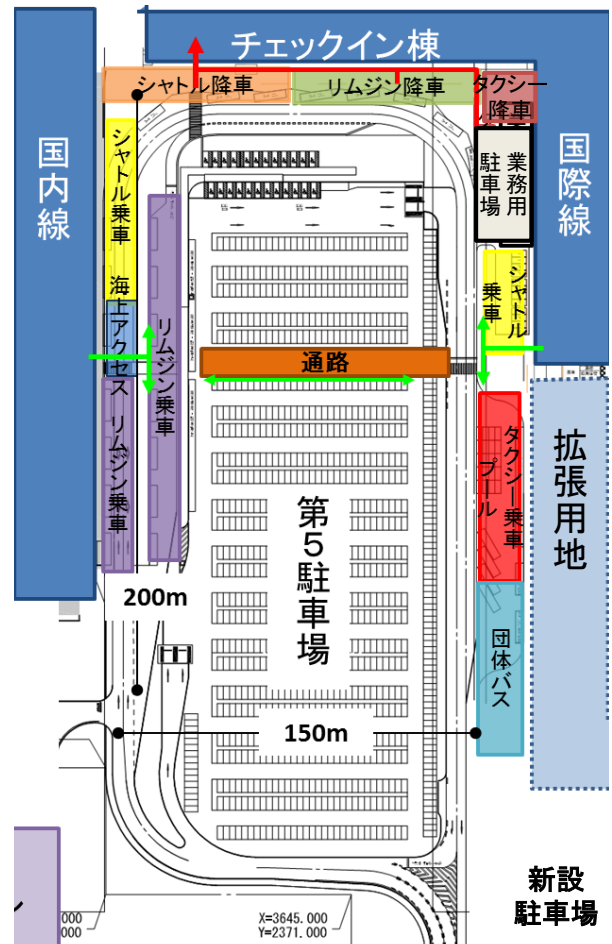 チェックイン棟
シャトル降車
リムジン降車
タクシー
降車
国内線
シャトル乗車
業務用
駐車場
国際線
海上アクセス
リムジン乗車
シャトル
乗車
通路
リムジン乗車
タクシー乗車
プール
拡張用地
第5駐車場
200m
団体バス
150m
新設
駐車場
ン
000
000
X=3645.000
Y=2371.000